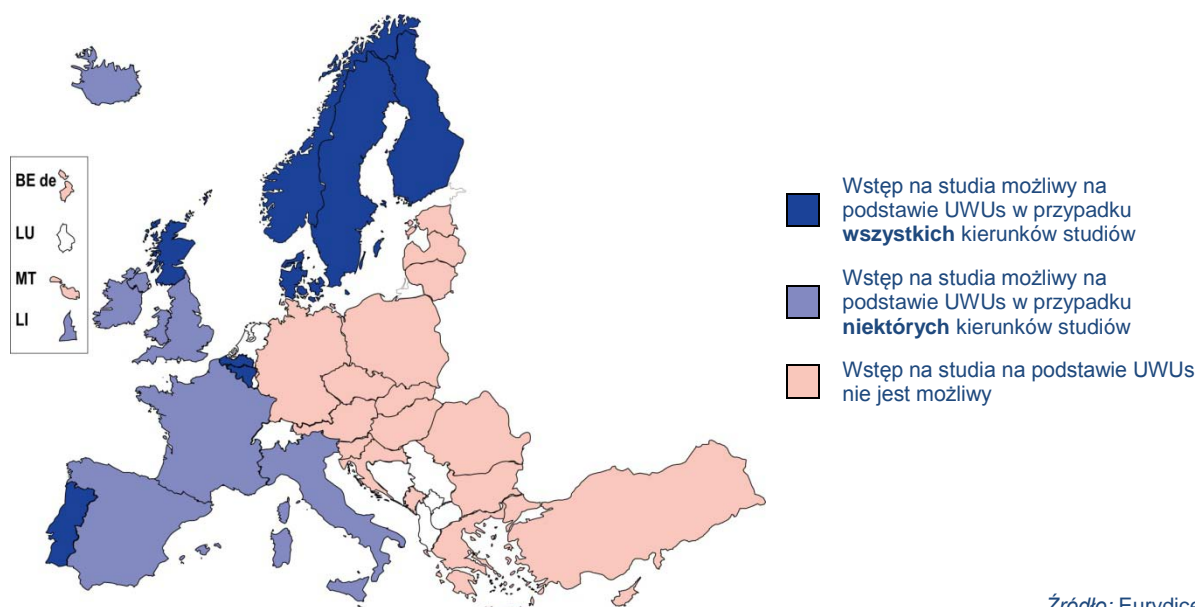 BE de
LU
MT
LI
Wstęp na studia możliwy na
podstawie UWUs w przypadku
wszystkich kierunków studiów
Wstęp na studia możliwy na
podstawie UWUs w przypadku
niektórych kierunków studiów
Wstęp na studia na podstawie UWUs
nie jest możliwy
Źródło: Eurydice